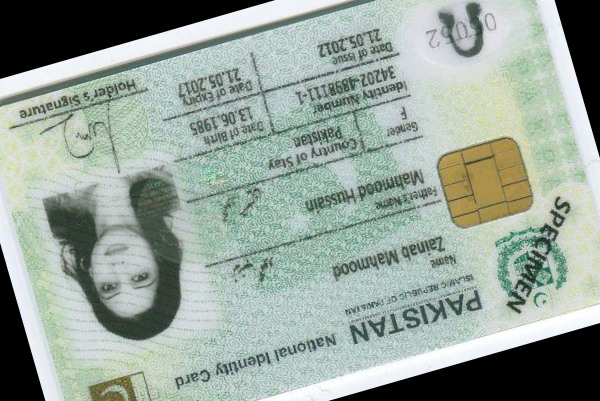 PAKISTAN National Identity Card
ISLAMIC REPUBLIC OF PAKISTAN
Name
Zainab Mahmood
Father's Name
Mahmood Hussain
Gender
F
Country of Stay
Pakistan
Identity Number
34202-4898111-1
Date of Birth
13.06.1985
Date of Issue
21.05.2012
Date of Expiry
21.05.2017
Holder's Signature
SPECIMEN